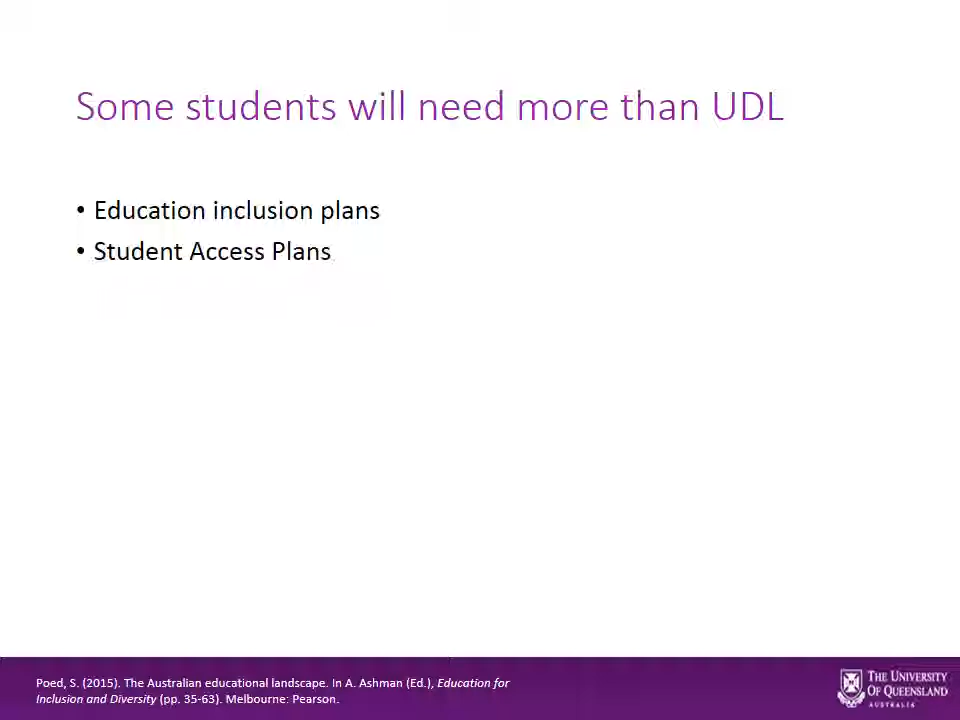 Some students will need more than UDL
• Education inclusion plans
• Student Access Plans
Poed, S. (2015). The Australian educational landscape. In A. Ashman (Ed.), Education for
Inclusion and Diversity (pp. 35-63). Melbourne: Pearson.
THE UNIVERSITY
OF QUEENSLAND
AUSTRALIA